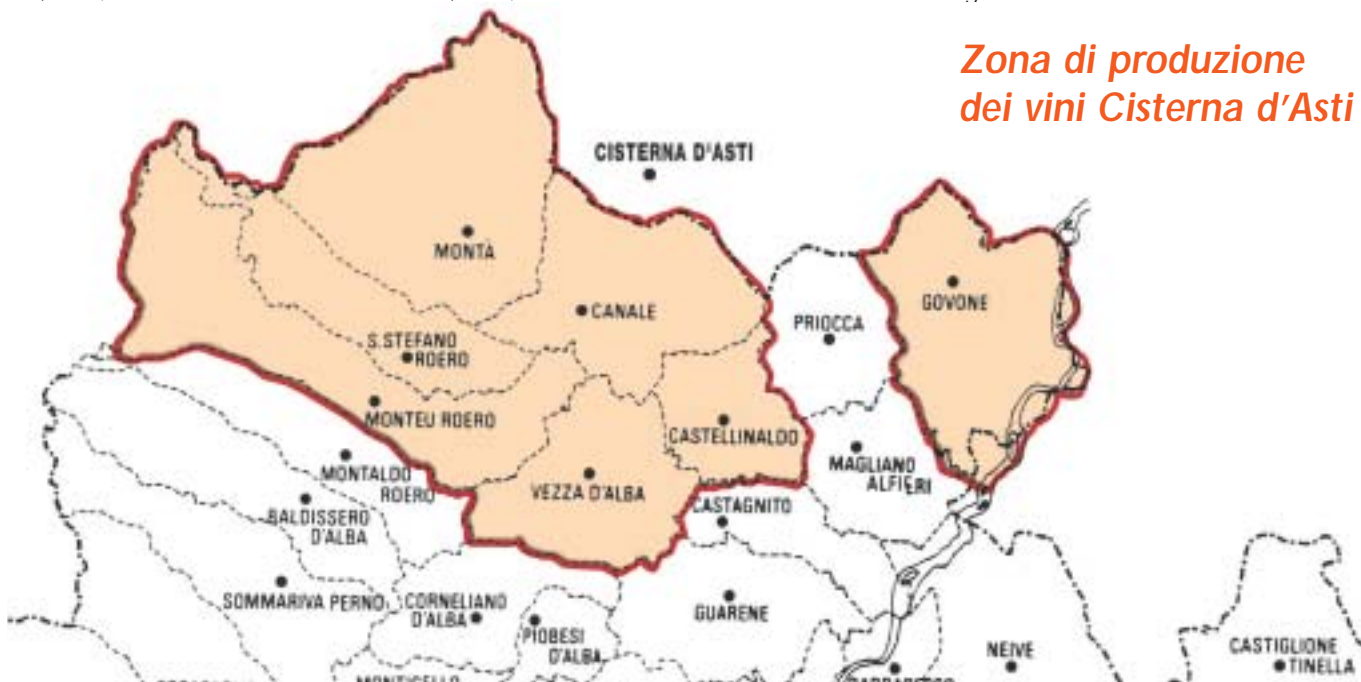 Zona di produzione
dei vini Cisterna d'Asti
CISTERNA D'ASTI
MONTÀ
GOVONE
CANALE
PRIOCCA
S.STEFANO
ROERO
MONTEU ROERO
CASTELLINALDO
MONTALDO
ROERO
MAGLIANO
ALFIERI
VEZZA D'ALBA
CASTAGNITO
BALDISSERO
D'ALBA
SOMMARIVA PERNO
CORNELIANO
D'ALBA
GUARENE
PIOBESI
D'ALBA
NEIVE
CASTIGLIONE
TINELLA